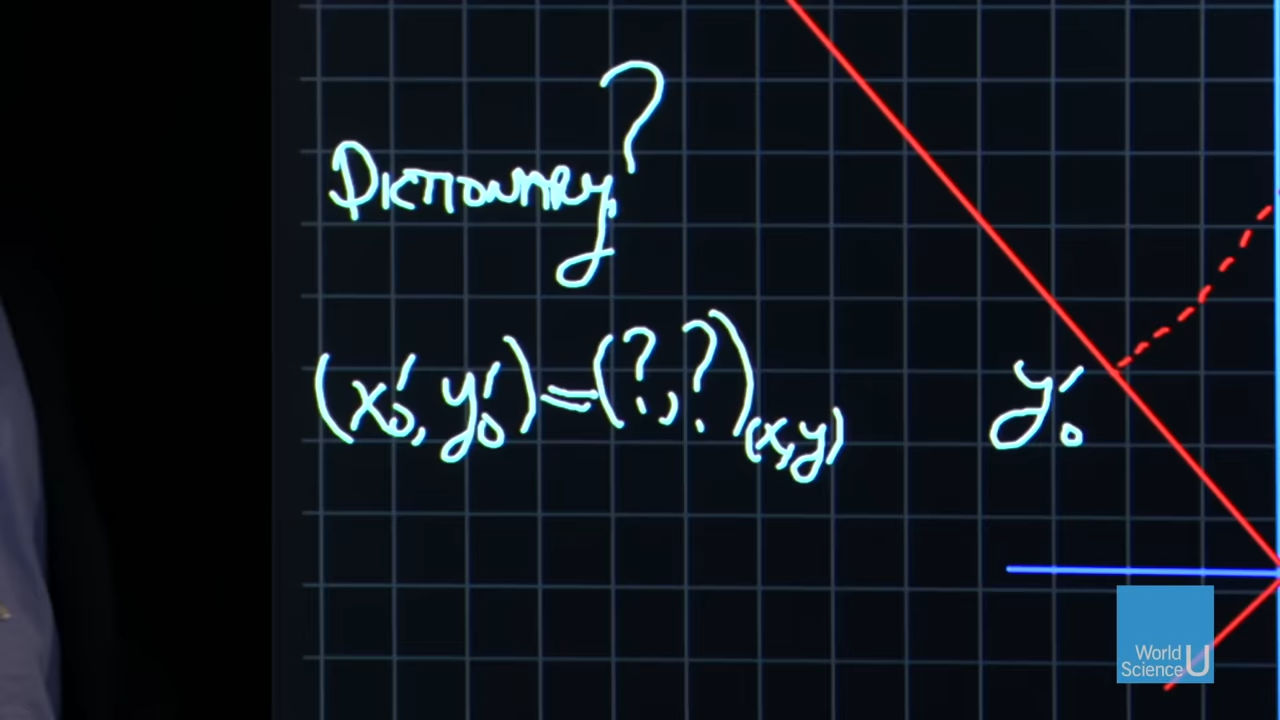 Dictionary?
(x'₀, y'₀) = (?, ?)₍ₓ,ᵧ₎
y'₀
World
Science U